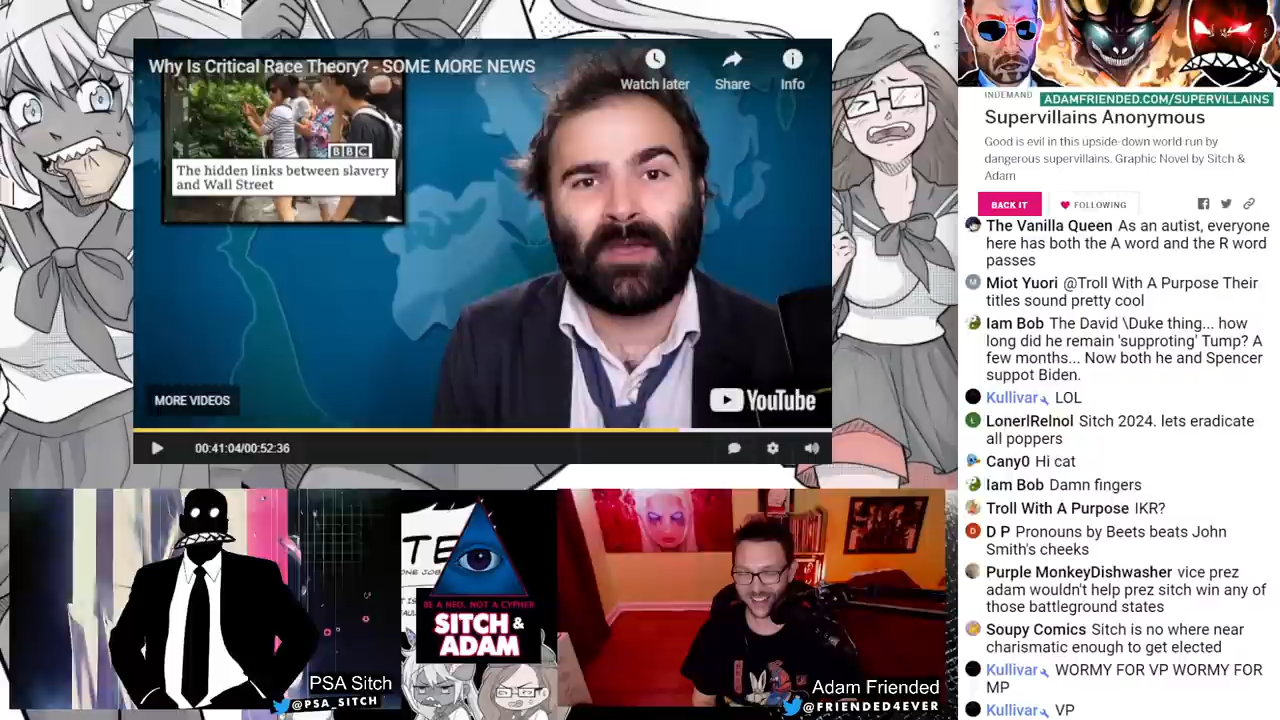 Why Is Critical Race Theory? - SOME MORE NEWS
Watch later
Share
Info
BBC
The hidden links between slavery
and Wall Street
MORE VIDEOS
YouTube
00:41:04/00:52:36
PSA Sitch
@PSA_SITCH
BE A NEO, NOT A CYPHER
SITCH &
ADAM
Adam Friended
@FRIENDED4EVER
INDEMAND
ADAMFRIENDED.COM/SUPERVILLAINS
Supervillains Anonymous
Good is evil in this upside-down world run by
dangerous supervillains. Graphic Novel by Sitch &
Adam
BACK IT
FOLLOWING
The Vanilla Queen As an autist, everyone
here has both the A word and the R word
passes
M Miot Yuori @Troll With A Purpose Their
titles sound pretty cool
Iam Bob The David \Duke thing... how
long did he remain 'supproting' Tump? A
few months... Now both he and Spencer
suppot Biden.
Kullivar LOL
L LonerlRelnol Sitch 2024. lets eradicate
all poppers
Cany0 Hi cat
Iam Bob Damn fingers
Troll With A Purpose IKR?
D D P Pronouns by Beets beats John
Smith's cheeks
Purple MonkeyDishwasher vice prez
adam wouldn't help prez sitch win any of
those battleground states
Soupy Comics Sitch is no where near
charismatic enough to get elected
Kullivar WORMY FOR VP WORMY FOR
MP
Kullivar VP